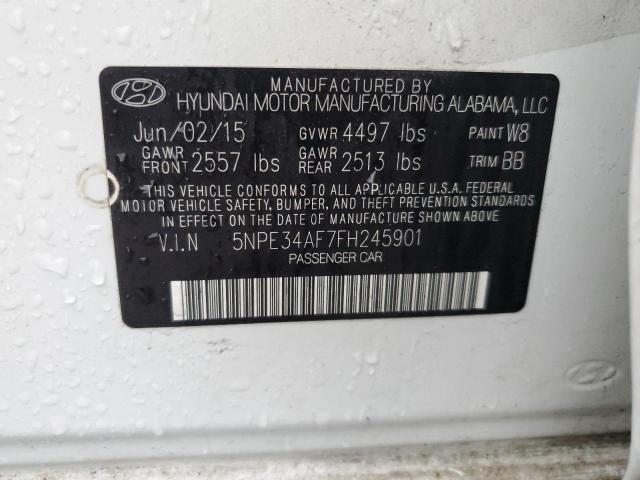 MANUFACTURED BY
HYUNDAI MOTOR MANUFACTURING ALABAMA, LLC
Jun/02/15 GVWR 4497 lbs PAINT W8
GAWR FRONT 2557 lbs GAWR REAR 2513 lbs TRIM BB
THIS VEHICLE CONFORMS TO ALL APPLICABLE U.S.A. FEDERAL
MOTOR VEHICLE SAFETY, BUMPER, AND THEFT PREVENTION STANDARDS
IN EFFECT ON THE DATE OF MANUFACTURE SHOWN ABOVE
V.I.N 5NPE34AF7FH245901
PASSENGER CAR